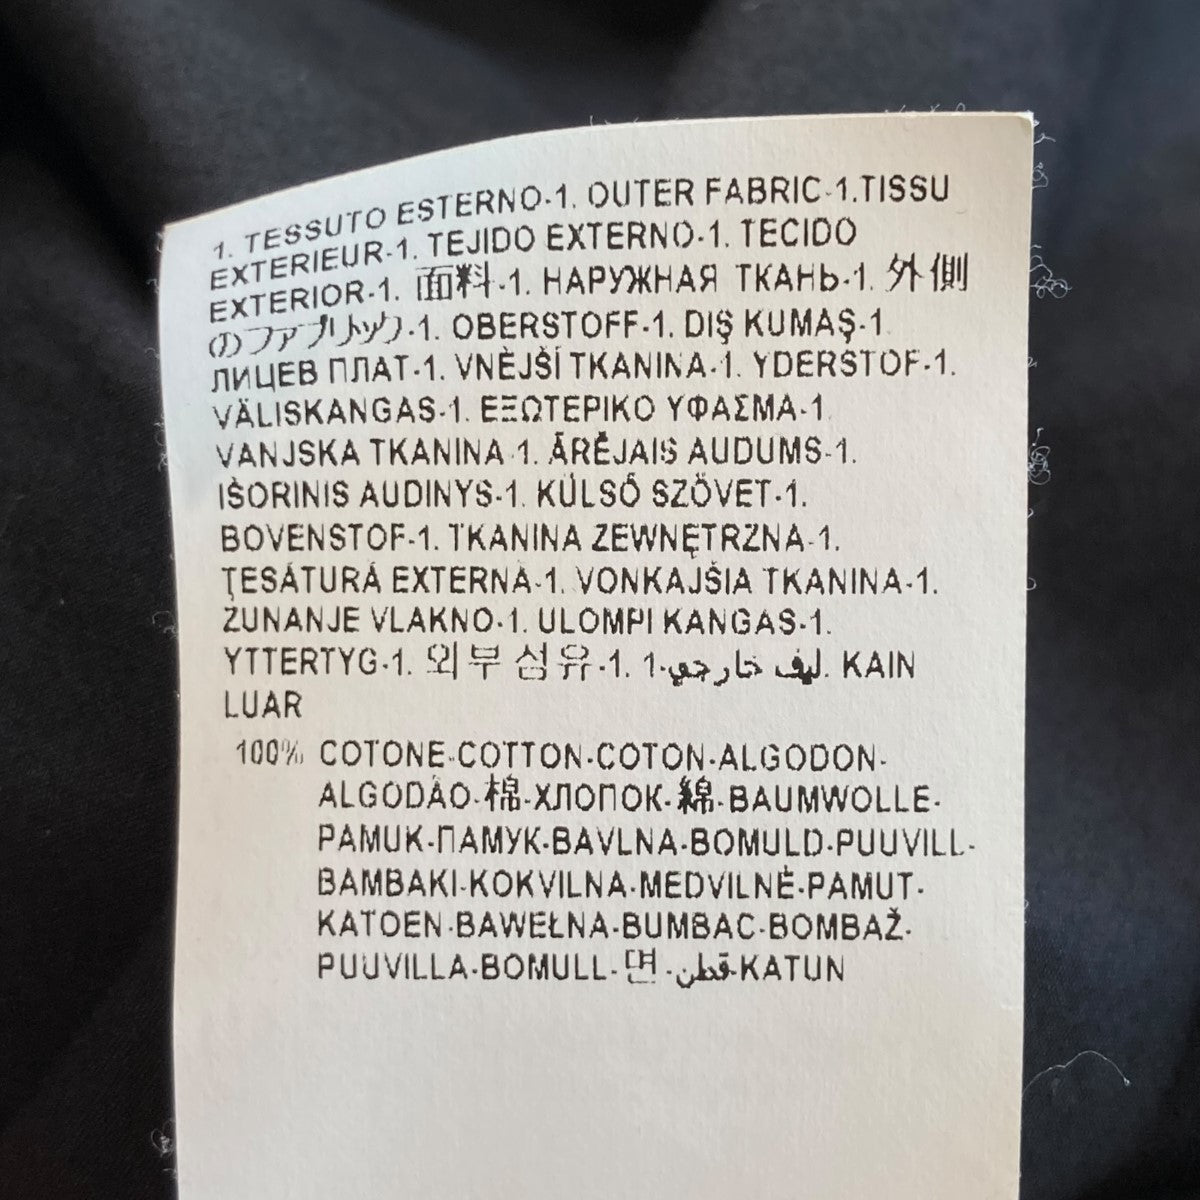 1. TESSUTO ESTERNO-1. OUTER FABRIC-1.TISSU
EXTERIEUR-1. TEJIDO EXTERNO-1. TECIDO
EXTERIOR-1. 面料-1. НАРУЖНАЯ ТКАНЬ-1. 外側
のファブリック-1. OBERSTOFF-1. DIŞ KUMAŞ-1.
ЛИЦЕВ ПЛАТ-1. VNĚJŠÍ TKANINA-1. YDERSTOF-1.
VÄLISKANGAS-1. ΕΞΩΤΕΡΙΚΟ ΥΦΑΣΜΑ-1.
VANJSKA TKANINA-1. ĀRĒJAIS AUDUMS-1.
IŠORINIS AUDINYS-1. KÜLSŐ SZÖVET-1.
BOVENSTOF-1. TKANINA ZEWNĘTRZNA-1.
ŢESĂTURĂ EXTERNĂ-1. VONKAJŠIA TKANINA-1.
ZUNANJE VLAKNO-1. ULOMPI KANGAS-1.
YTTERTYG-1. 외부 섬유-1. ليف خارجي-1. KAIN
LUAR
100% COTONE-COTTON-COTON-ALGODON-
ALGODÃO-棉-ХЛОПОК-綿-BAUMWOLLE-
PAMUK-ПАМУК-BAVLNA-BOMULD-PUUVILL-
BAMBAKI-KOKVILNA-MEDVILNĖ-PAMUT-
KATOEN-BAWEŁNA-BUMBAC-BOMBAŽ-
PUUVILLA-BOMULL-면-قطن-KATUN